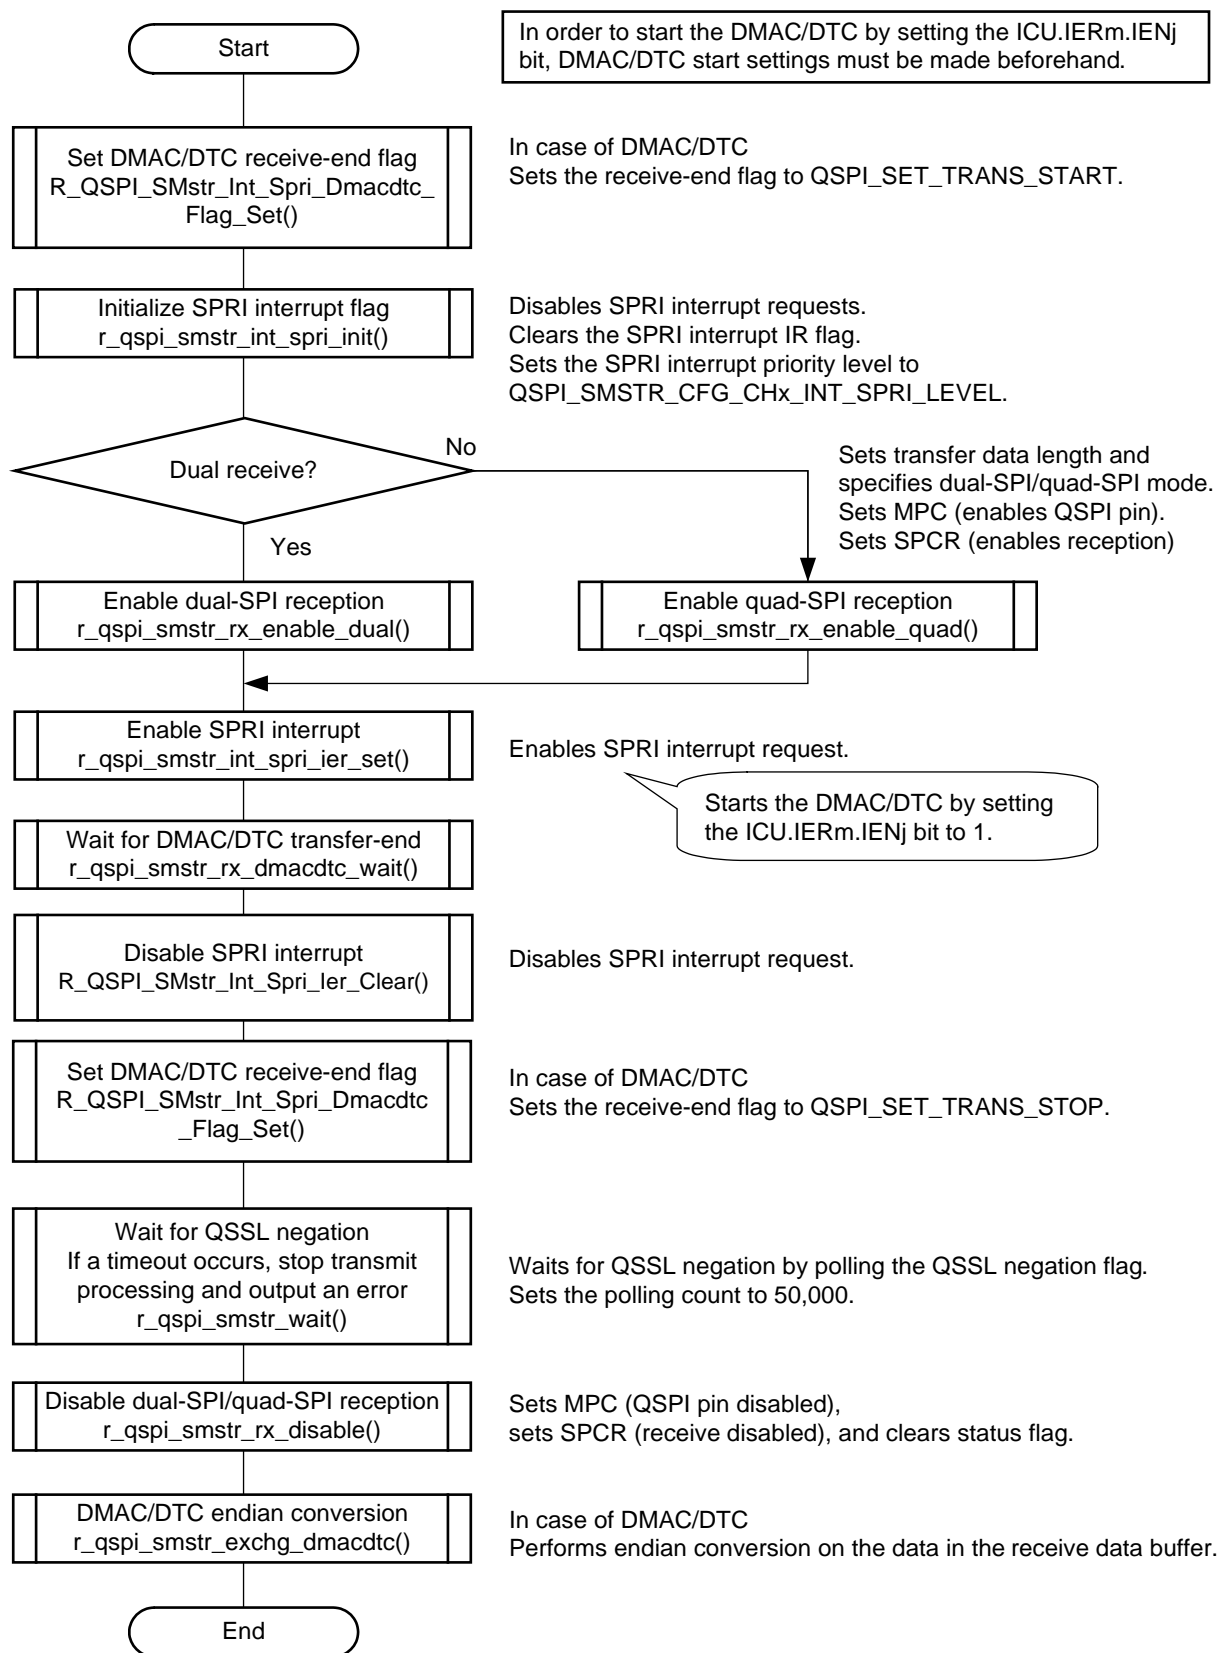 Start
In order to start the DMAC/DTC by setting the ICU.IERm.IENj
bit, DMAC/DTC start settings must be made beforehand.
Set DMAC/DTC receive-end flag
R_QSPI_SMstr_Int_Spri_Dmacdtc_
Flag_Set()
In case of DMAC/DTC
Sets the receive-end flag to QSPI_SET_TRANS_START.
Initialize SPRI interrupt flag
r_qspi_smstr_int_spri_init()
Disables SPRI interrupt requests.
Clears the SPRI interrupt IR flag.
Sets the SPRI interrupt priority level to
QSPI_SMSTR_CFG_CHx_INT_SPRI_LEVEL.
Dual receive?
No
Yes
Sets transfer data length and
specifies dual-SPI/quad-SPI mode.
Sets MPC (enables QSPI pin).
Sets SPCR (enables reception)
Enable dual-SPI reception
r_qspi_smstr_rx_enable_dual()
Enable quad-SPI reception
r_qspi_smstr_rx_enable_quad()
Enable SPRI interrupt
r_qspi_smstr_int_spri_ier_set()
Enables SPRI interrupt request.
Starts the DMAC/DTC by setting
the ICU.IERm.IENj bit to 1.
Wait for DMAC/DTC transfer-end
r_qspi_smstr_rx_dmacdtc_wait()
Disable SPRI interrupt
R_QSPI_SMstr_Int_Spri_Ier_Clear()
Disables SPRI interrupt request.
Set DMAC/DTC receive-end flag
R_QSPI_SMstr_Int_Spri_Dmacdtc
_Flag_Set()
In case of DMAC/DTC
Sets the receive-end flag to QSPI_SET_TRANS_STOP.
Wait for QSSL negation
If a timeout occurs, stop transmit
processing and output an error
r_qspi_smstr_wait()
Waits for QSSL negation by polling the QSSL negation flag.
Sets the polling count to 50,000.
Disable dual-SPI/quad-SPI reception
r_qspi_smstr_rx_disable()
Sets MPC (QSPI pin disabled),
sets SPCR (receive disabled), and clears status flag.
DMAC/DTC endian conversion
r_qspi_smstr_exchg_dmacdtc()
In case of DMAC/DTC
Performs endian conversion on the data in the receive data buffer.
End